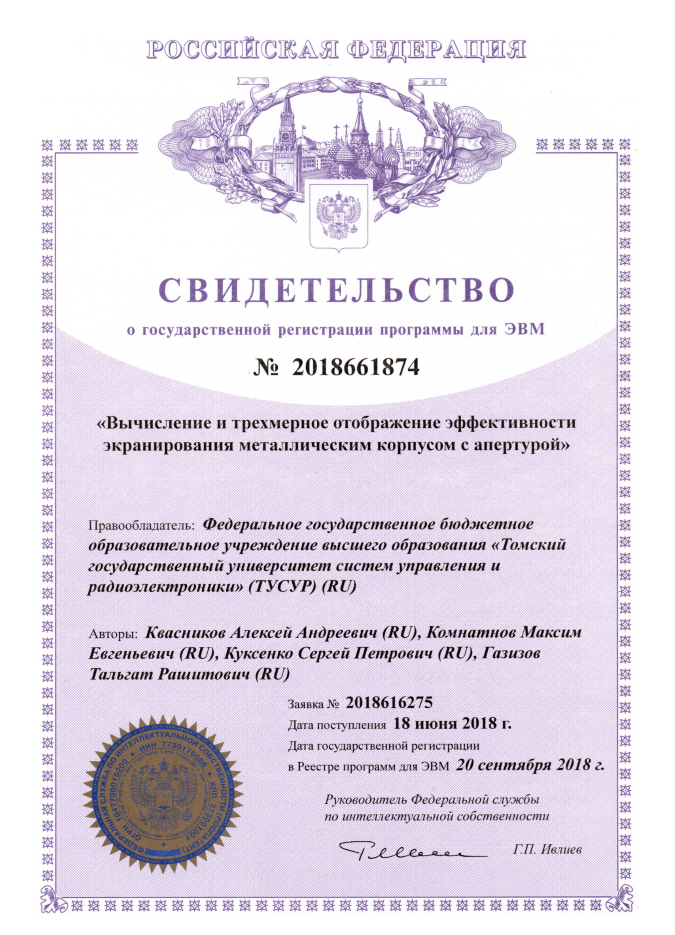 РОССИЙСКАЯ ФЕДЕРАЦИЯ
СВИДЕТЕЛЬСТВО
о государственной регистрации программы для ЭВМ
№ 2018661874
«Вычисление и трехмерное отображение эффективности
экранирования металлическим корпусом с апертурой»
Правообладатель: Федеральное государственное бюджетное
образовательное учреждение высшего образования «Томский
государственный университет систем управления и
радиоэлектроники» (ТУСУР) (RU)
Авторы: Квасников Алексей Андреевич (RU), Комнатнов Максим
Евгеньевич (RU), Куксенко Сергей Петрович (RU), Газизов
Тальгат Рашитович (RU)
Заявка № 2018616275
Дата поступления 18 июня 2018 г.
Дата государственной регистрации
в Реестре программ для ЭВМ 20 сентября 2018 г.
Руководитель Федеральной службы
по интеллектуальной собственности
Г.П. Ивлиев
ФЕДЕРАЛЬНАЯ СЛУЖБА ПО ИНТЕЛЛЕКТУАЛЬНОЙ СОБСТВЕННОСТИ (РОСПАТЕНТ)